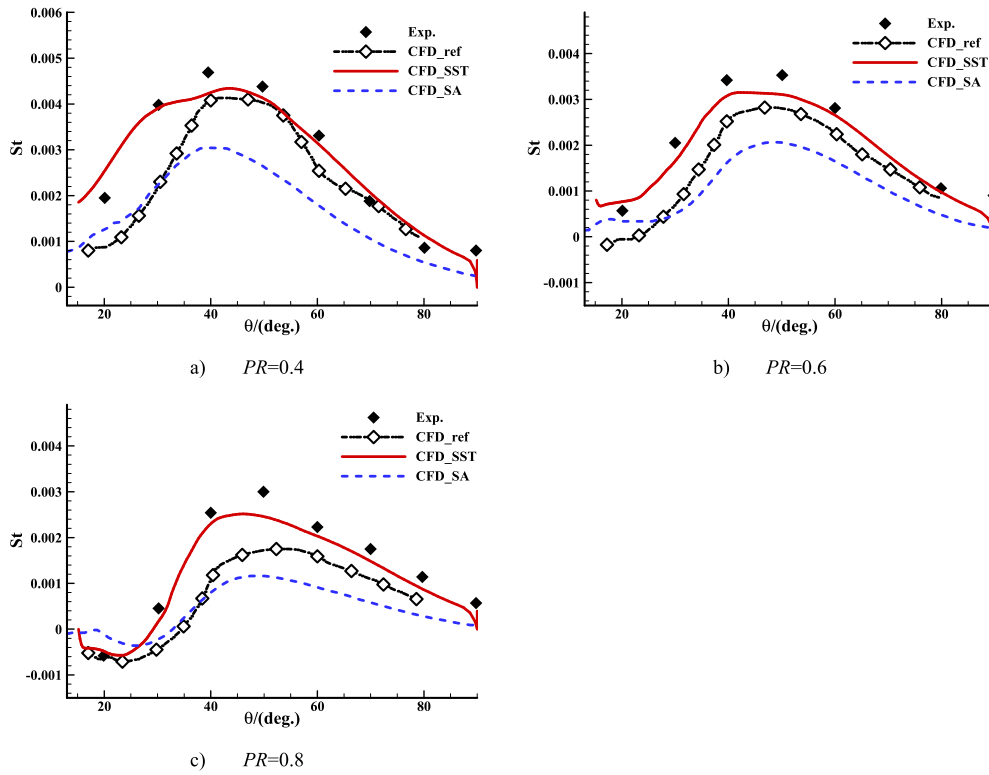 0.006
0.005
0.004
0.003
0.002
0.001
0
St
Exp.
CFD_ref
CFD_SST
CFD_SA
20 40 60 80
θ/(deg.)
a) PR=0.4
0.004
0.003
0.002
0.001
0
-0.001
St
Exp.
CFD_ref
CFD_SST
CFD_SA
20 40 60 80
θ/(deg.)
b) PR=0.6
0.004
0.003
0.002
0.001
0
-0.001
St
Exp.
CFD_ref
CFD_SST
CFD_SA
20 40 60 80
θ/(deg.)
c) PR=0.8